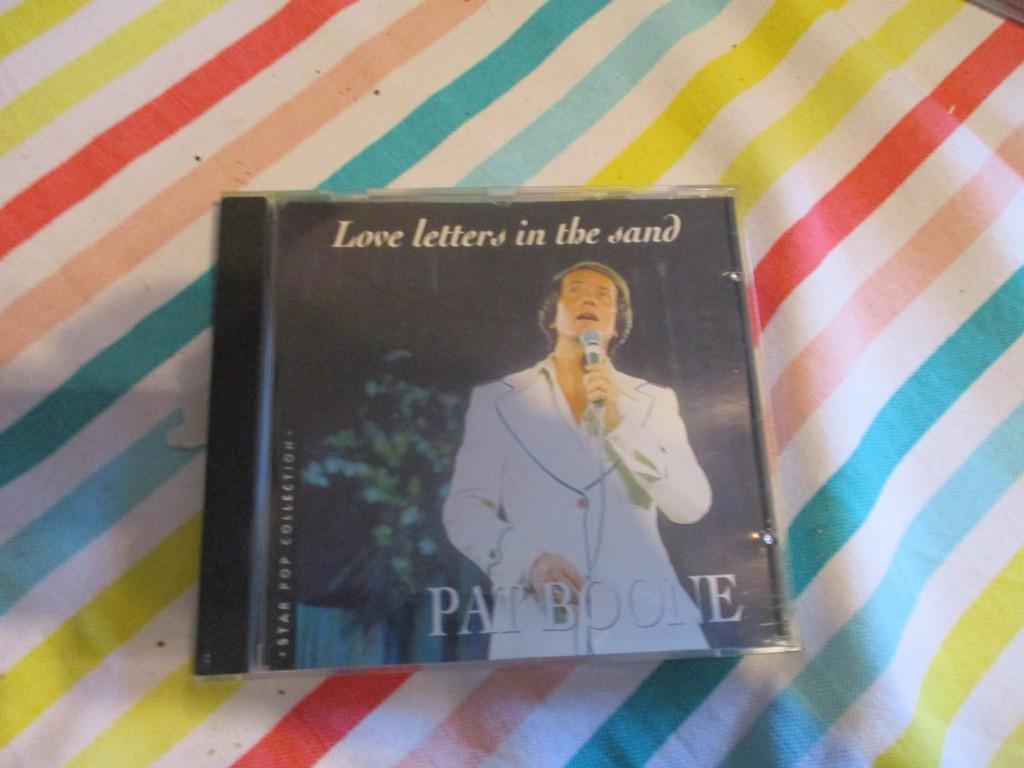 Love letters in the sand
• STAR POP COLLECTION •
PAT BOONE